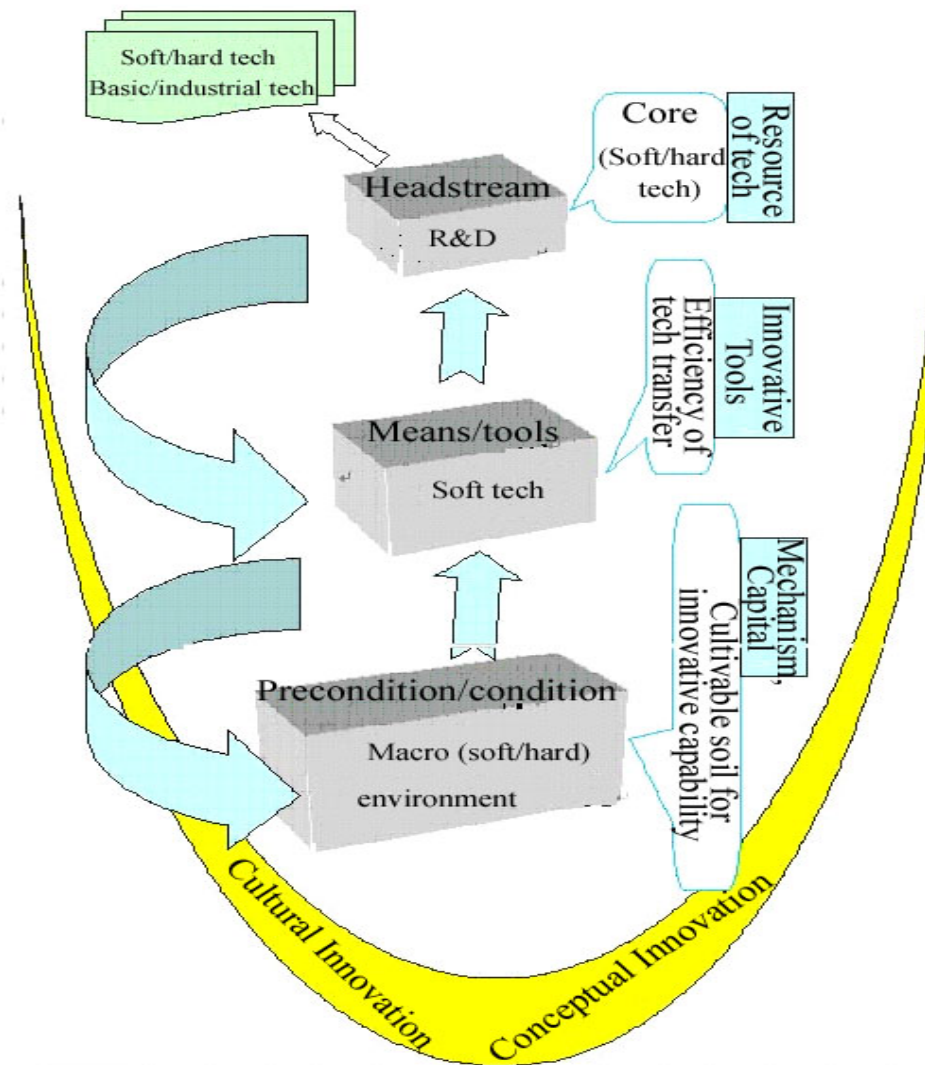 Soft/hard tech
Basic/industrial tech
Core
(Soft/hard
tech)
Resource
of tech
Headstream
R&D
Innovative
Tools
Efficiency of
tech transfer
Means/tools
Soft tech
Mechanism,
Capital
Cultivable soil for
innovative capability
Precondition/condition
Macro (soft/hard)
environment
Cultural Innovation
Conceptual Innovation